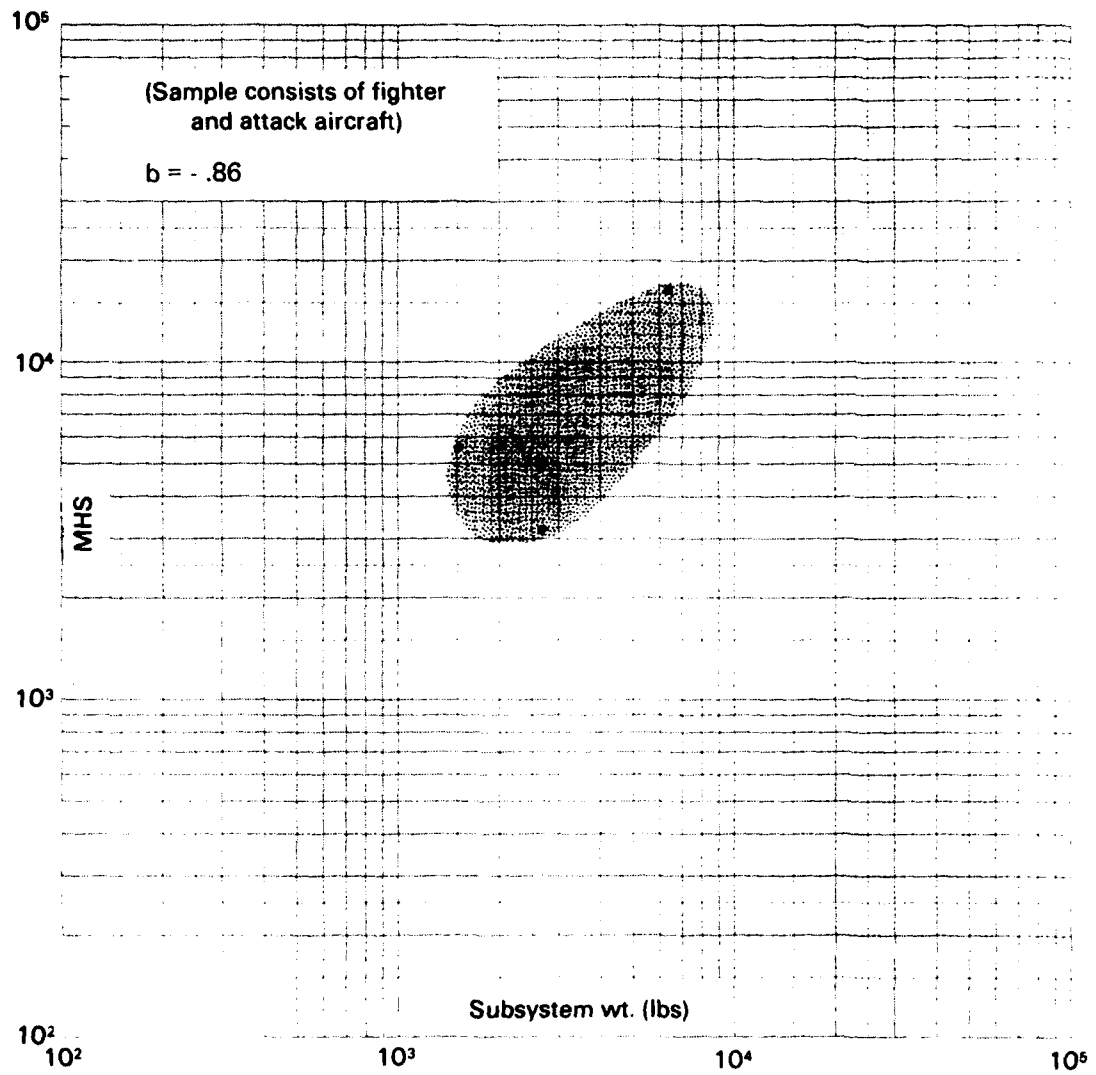 10⁵
(Sample consists of fighter
and attack aircraft)
b = - .86
10⁴
MHS
10³
Subsystem wt. (lbs)
10²
10² 10³ 10⁴ 10⁵